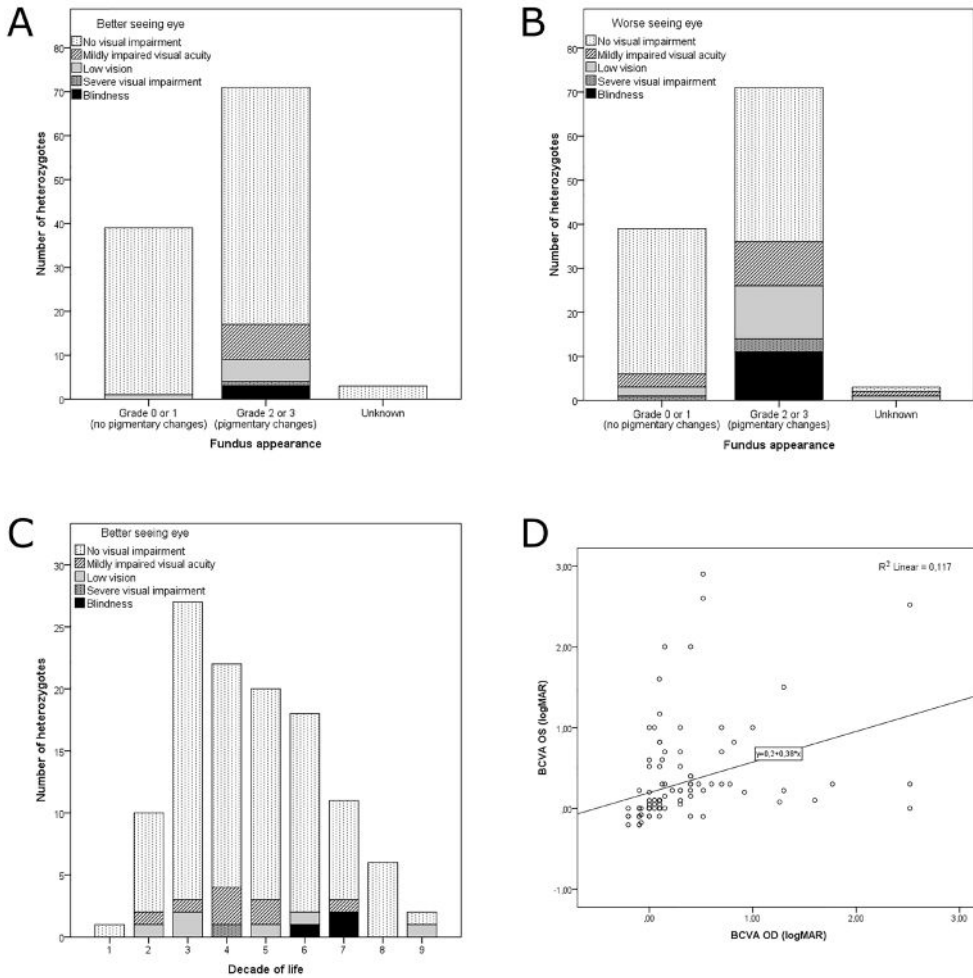 A
Better seeing eye
No visual impairment
Mildly impaired visual acuity
Low vision
Severe visual impairment
Blindness
Number of heterozygotes
80
70
60
50
40
30
20
10
0
Grade 0 or 1
(no pigmentary changes)
Grade 2 or 3
(pigmentary changes)
Unknown
Fundus appearance
B
Worse seeing eye
No visual impairment
Mildly impaired visual acuity
Low vision
Severe visual impairment
Blindness
Number of heterozygotes
80
70
60
50
40
30
20
10
0
Grade 0 or 1
(no pigmentary changes)
Grade 2 or 3
(pigmentary changes)
Unknown
Fundus appearance
C
Better seeing eye
No visual impairment
Mildly impaired visual acuity
Low vision
Severe visual impairment
Blindness
Number of heterozygotes
30
25
20
15
10
5
0
1 2 3 4 5 6 7 8 9
Decade of life
D
R² Linear = 0,117
BCVA OS (logMAR)
3,00
2,00
1,00
,00
-1,00
y=0,2+0,38*x
,00 1,00 2,00 3,00
BCVA OD (logMAR)